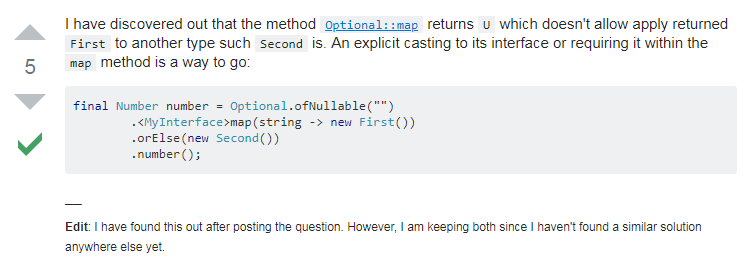 I have discovered out that the method Optional::map returns U which doesn't allow apply returned
First to another type such Second is. An explicit casting to its interface or requiring it within the
map method is a way to go:
5
final Number number = Optional.ofNullable("")
        .<MyInterface>map(string -> new First())
        .orElse(new Second())
        .number();
Edit: I have found this out after posting the question. However, I am keeping both since I haven't found a similar solution
anywhere else yet.